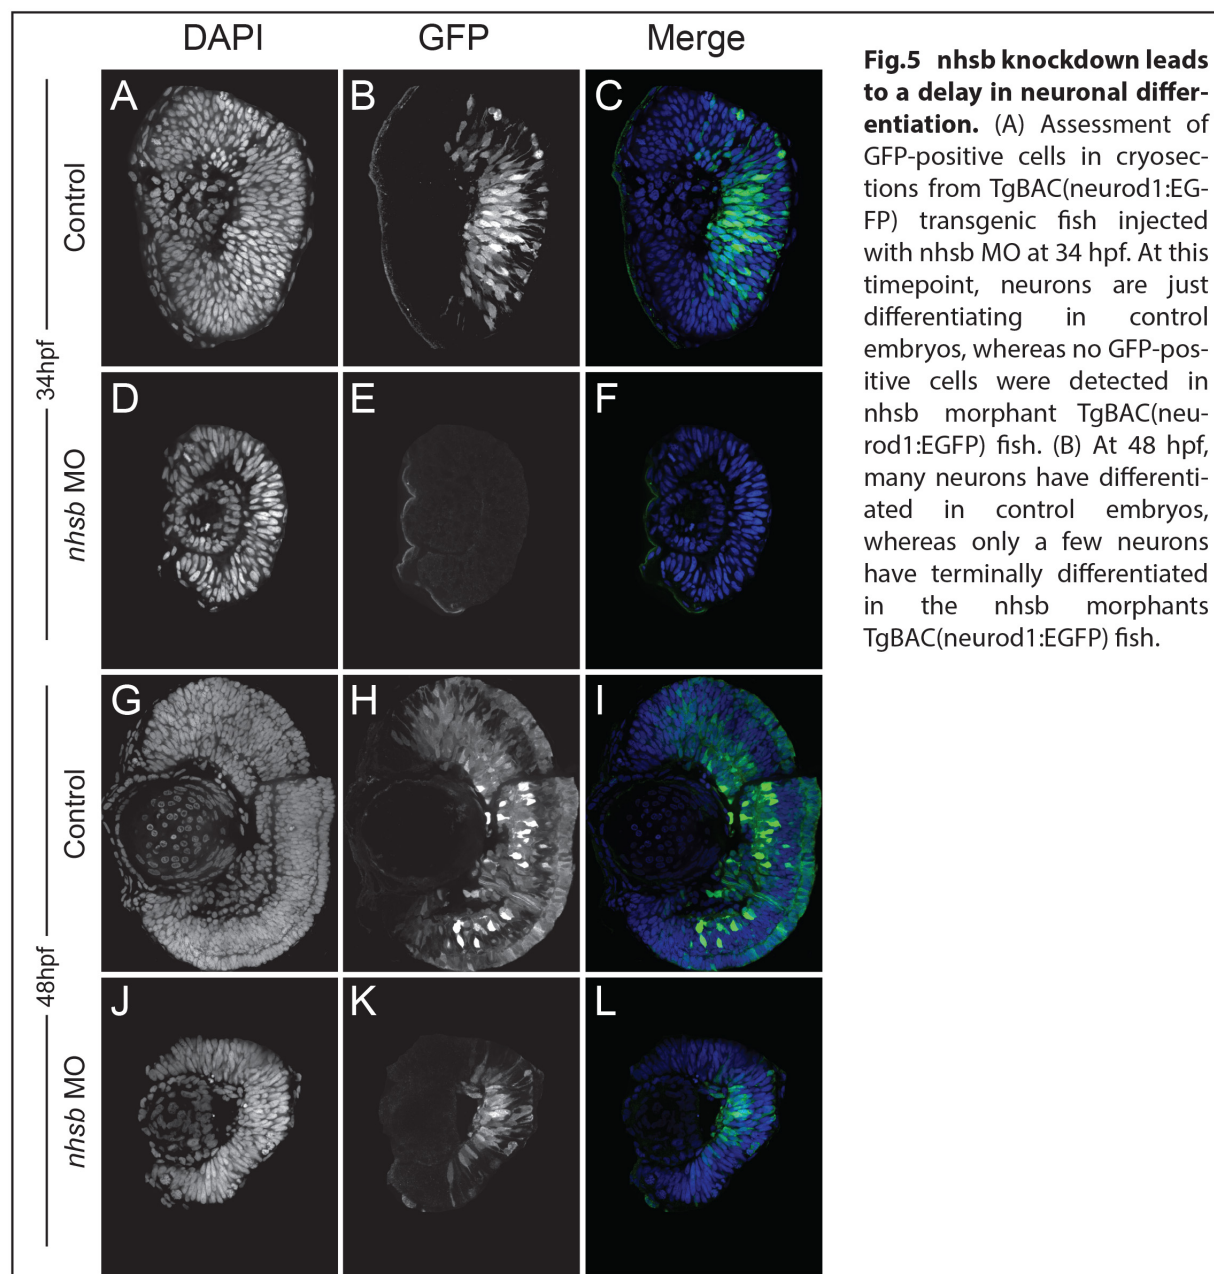 DAPI GFP Merge
A B C
Control
34hpf
D E F
nhsb MO
G H I
Control
48hpf
J K L
nhsb MO
Fig.5 nhsb knockdown leads
to a delay in neuronal differ-
entiation. (A) Assessment of
GFP-positive cells in cryosec-
tions from TgBAC(neurod1:EG-
FP) transgenic fish injected
with nhsb MO at 34 hpf. At this
timepoint, neurons are just
differentiating in control
embryos, whereas no GFP-pos-
itive cells were detected in
nhsb morphant TgBAC(neu-
rod1:EGFP) fish. (B) At 48 hpf,
many neurons have differenti-
ated in control embryos,
whereas only a few neurons
have terminally differentiated
in the nhsb morphants
TgBAC(neurod1:EGFP) fish.